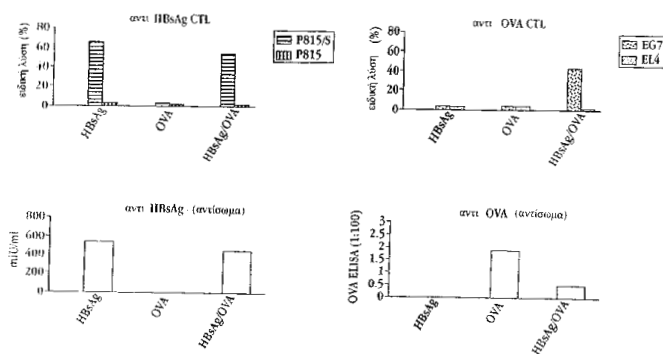 αντι HBsAg CTL
ειδική λύση (%)
80
60
40
20
0
HBsAg
OVA
HBsAg/OVA
P815/S
P815
αντι OVA CTL
ειδική λύση (%)
80
60
40
20
0
HBsAg
OVA
HBsAg/OVA
EG7
EL4
αντι HBsAg (αντίσωμα)
mIU/ml
800
600
400
200
0
HBsAg
OVA
HBsAg/OVA
αντι OVA (αντίσωμα)
OVA ELISA (1:100)
3
2.5
2
1.5
1
0.5
0
HBsAg
OVA
HBsAg/OVA